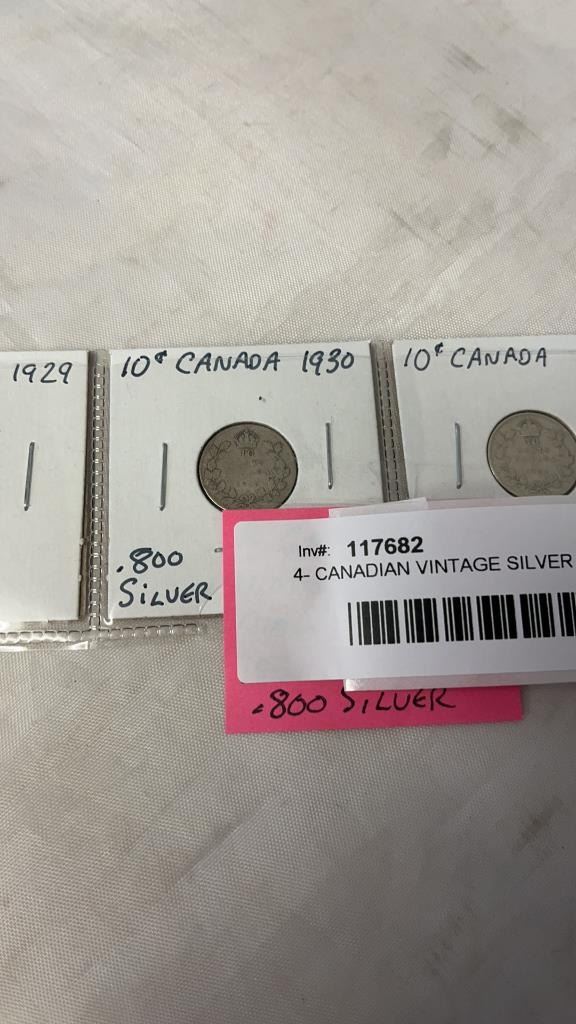 1929
10¢ CANADA 1930
10¢ CANADA
.800
SILVER
Inv#: 117682
4- CANADIAN VINTAGE SILVER
.800 SILVER